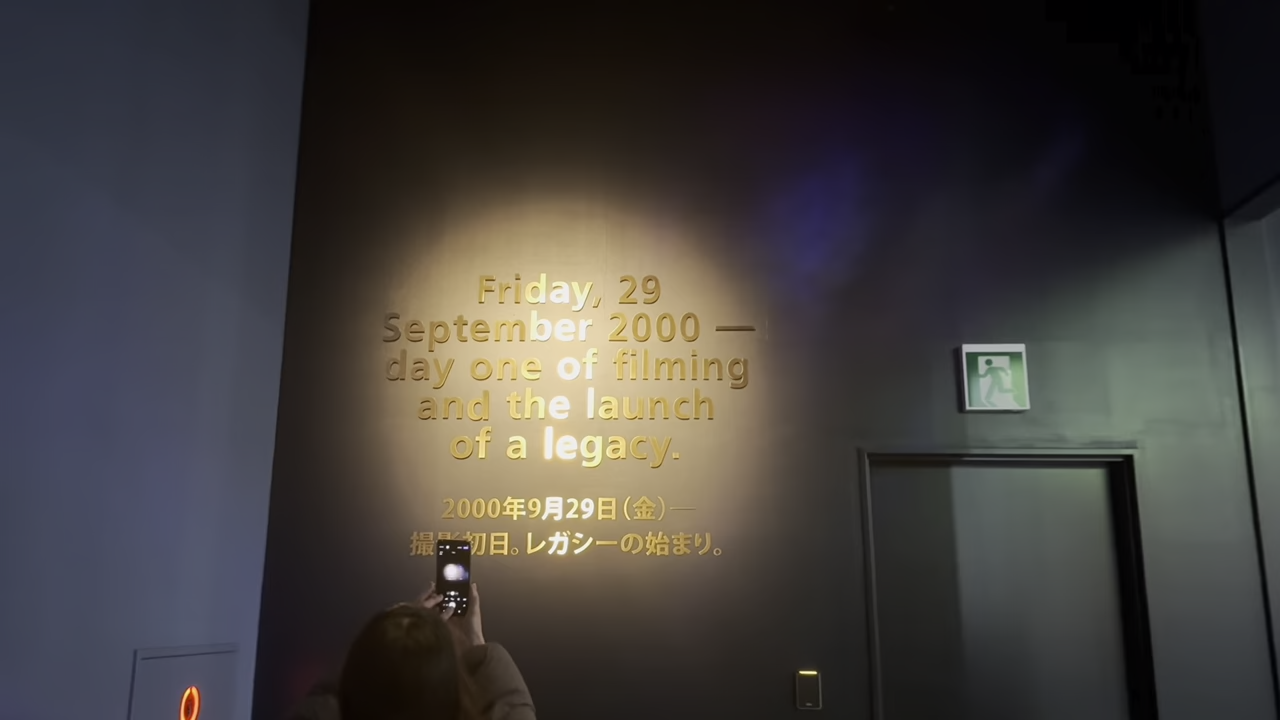 Friday, 29
September 2000 —
day one of filming
and the launch
of a legacy.
2000年9月29日(金)—
撮影初日。レガシーの始まり。